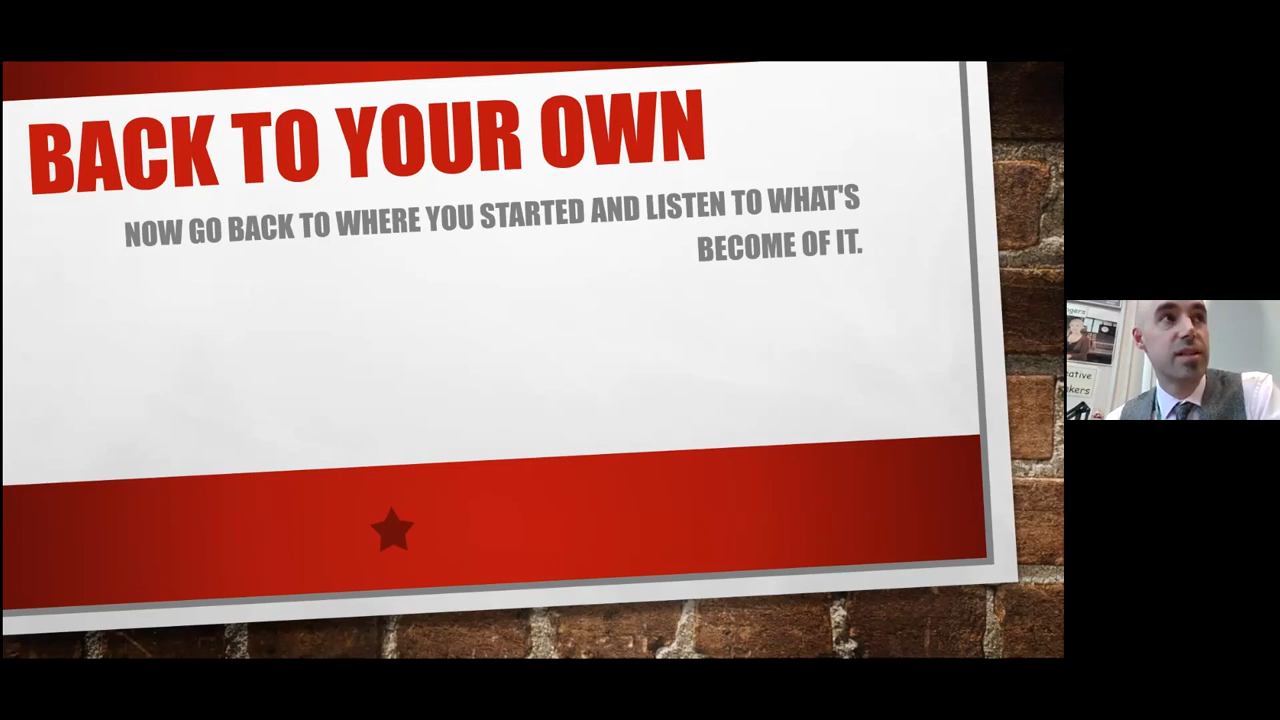 BACK TO YOUR OWN
NOW GO BACK TO WHERE YOU STARTED AND LISTEN TO WHAT'S
BECOME OF IT.